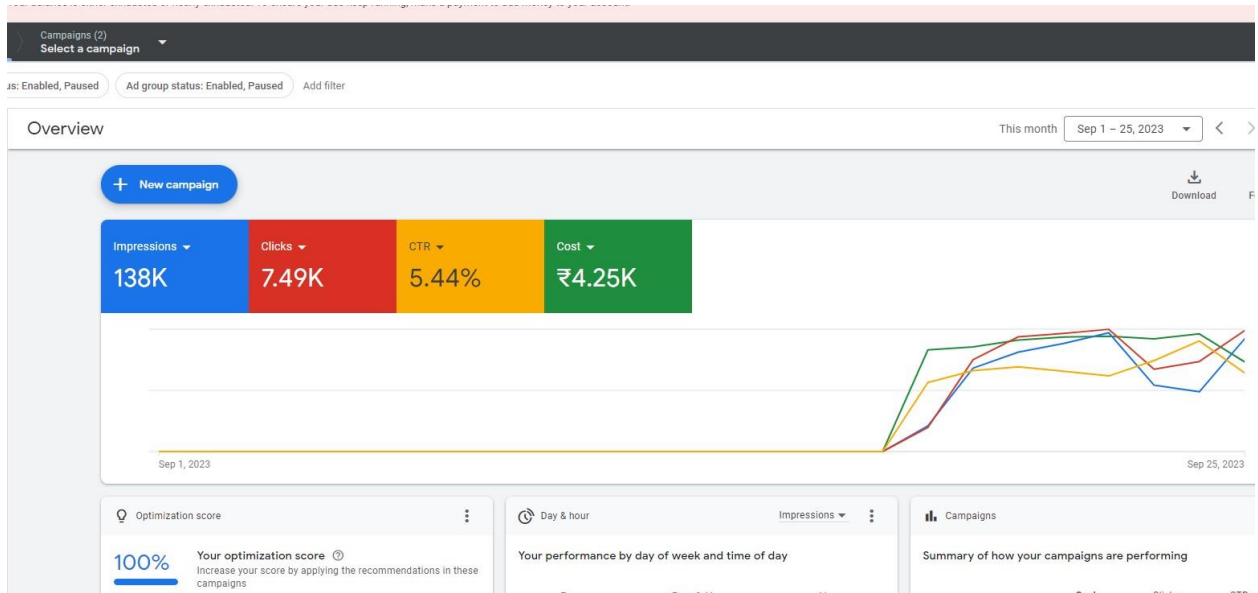 Campaigns (2)
Select a campaign
us: Enabled, Paused
Ad group status: Enabled, Paused
Add filter
Overview
This month
Sep 1 – 25, 2023
New campaign
Download
Impressions
Clicks
CTR
Cost
138K
7.49K
5.44%
₹4.25K
Sep 1, 2023
Sep 25, 2023
Optimization score
100%
Your optimization score
Increase your score by applying the recommendations in these
campaigns
Day & hour
Impressions
Your performance by day of week and time of day
Campaigns
Summary of how your campaigns are performing